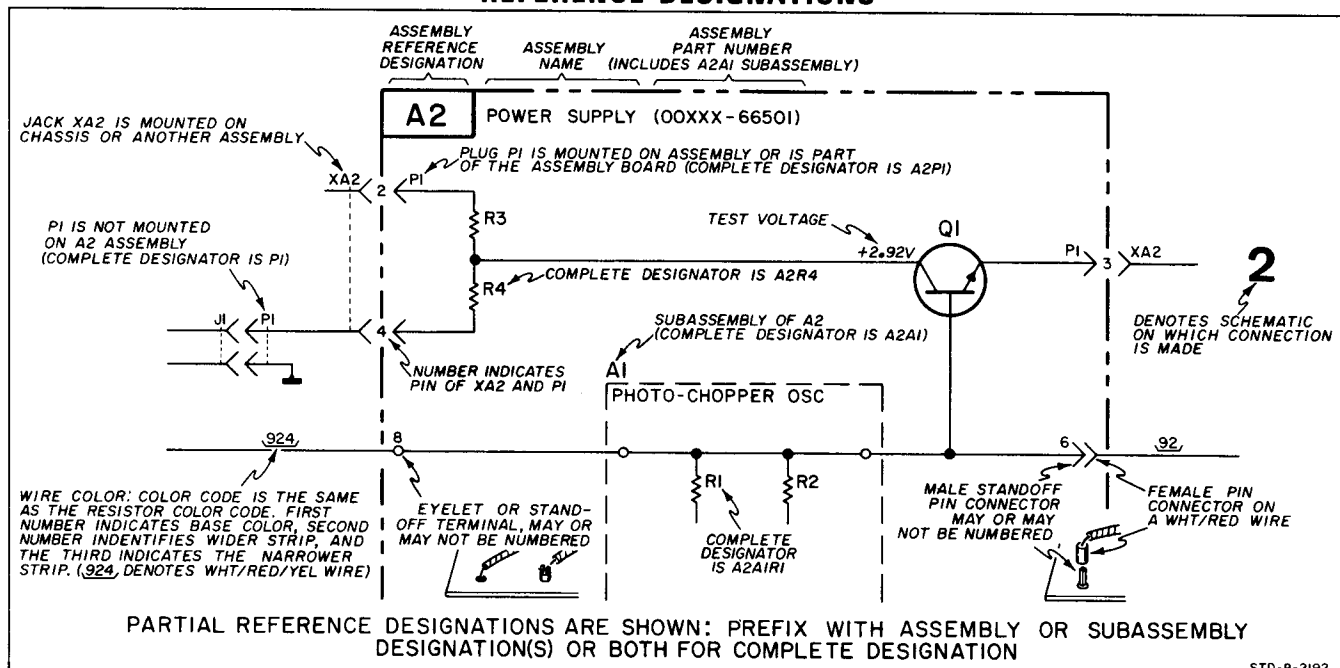 REFERENCE DESIGNATIONS
ASSEMBLY
REFERENCE
DESIGNATION
ASSEMBLY
NAME
ASSEMBLY
PART NUMBER
(INCLUDES A2A1 SUBASSEMBLY)
A2
POWER SUPPLY (00XXX-66501)
JACK XA2 IS MOUNTED ON
CHASSIS OR ANOTHER ASSEMBLY
PLUG P1 IS MOUNTED ON ASSEMBLY OR IS PART
OF THE ASSEMBLY BOARD (COMPLETE DESIGNATOR IS A2P1)
XA2
2
P1
R3
TEST VOLTAGE
+2.92V
Q1
P1
3
XA2
2
P1 IS NOT MOUNTED
ON A2 ASSEMBLY
(COMPLETE DESIGNATOR IS P1)
R4
COMPLETE DESIGNATOR IS A2R4
DENOTES SCHEMATIC
ON WHICH CONNECTION
IS MADE
J1
P1
4
SUBASSEMBLY OF A2
(COMPLETE DESIGNATOR IS A2A1)
NUMBER INDICATES
PIN OF XA2 AND P1
A1
PHOTO-CHOPPER OSC
924
8
6
92
R1
R2
WIRE COLOR: COLOR CODE IS THE SAME
AS THE RESISTOR COLOR CODE. FIRST
NUMBER INDICATES BASE COLOR, SECOND
NUMBER INDENTIFIES WIDER STRIP, AND
THE THIRD INDICATES THE NARROWER
STRIP. (924 DENOTES WHT/RED/YEL WIRE)
EYELET OR STAND-
OFF TERMINAL, MAY OR
MAY NOT BE NUMBERED
COMPLETE
DESIGNATOR
IS A2A1R1
MALE STANDOFF
PIN CONNECTOR
MAY OR MAY
NOT BE NUMBERED
FEMALE PIN
CONNECTOR ON
A WHT/RED WIRE
PARTIAL REFERENCE DESIGNATIONS ARE SHOWN: PREFIX WITH ASSEMBLY OR SUBASSEMBLY
DESIGNATION(S) OR BOTH FOR COMPLETE DESIGNATION